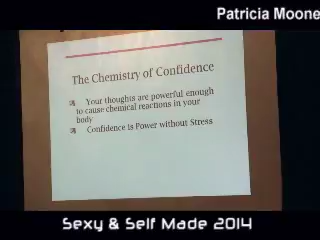 Patricia Moone
The Chemistry of Confidence
Your thoughts are powerful enough
to cause chemical reactions in your
body
Confidence is Power without Stress
Sexy & Self Made 2014